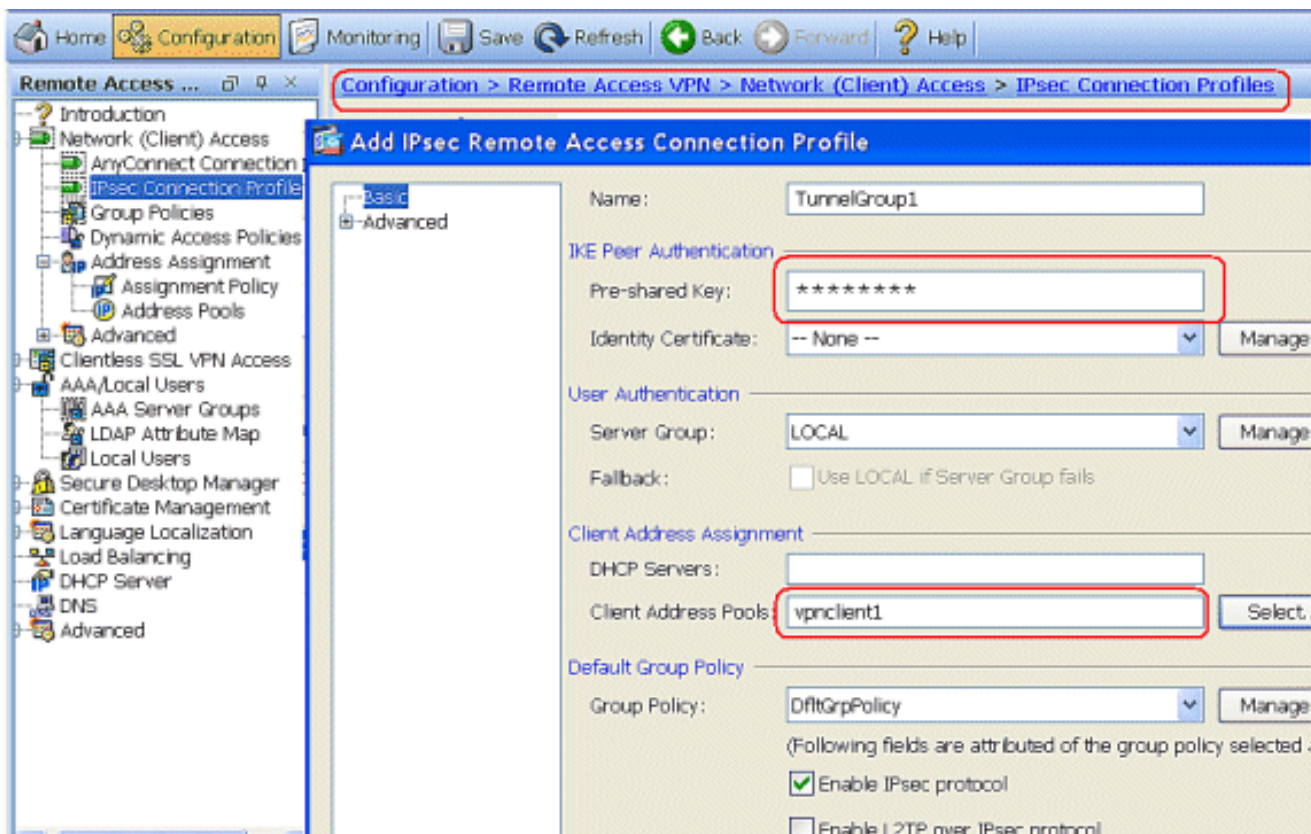 Home Configuration Monitoring Save Refresh Back Forward Help
Remote Access ...
Introduction
Network (Client) Access
AnyConnect Connection
IPsec Connection Profile
Group Policies
Dynamic Access Policies
Address Assignment
Assignment Policy
Address Pools
Advanced
Clientless SSL VPN Access
AAA/Local Users
AAA Server Groups
LDAP Attribute Map
Local Users
Secure Desktop Manager
Certificate Management
Language Localization
Load Balancing
DHCP Server
DNS
Advanced
Configuration > Remote Access VPN > Network (Client) Access > IPsec Connection Profiles
Add IPsec Remote Access Connection Profile
Basic
Advanced
Name: TunnelGroup1
IKE Peer Authentication
Pre-shared Key: ********
Identity Certificate: -- None -- Manage
User Authentication
Server Group: LOCAL Manage
Fallback: Use LOCAL if Server Group fails
Client Address Assignment
DHCP Servers:
Client Address Pools: vpnclient1 Select.
Default Group Policy
Group Policy: DfltGrpPolicy Manage
(Following fields are attributed of the group policy selected
Enable IPsec protocol
Enable L2TP over IPsec protocol